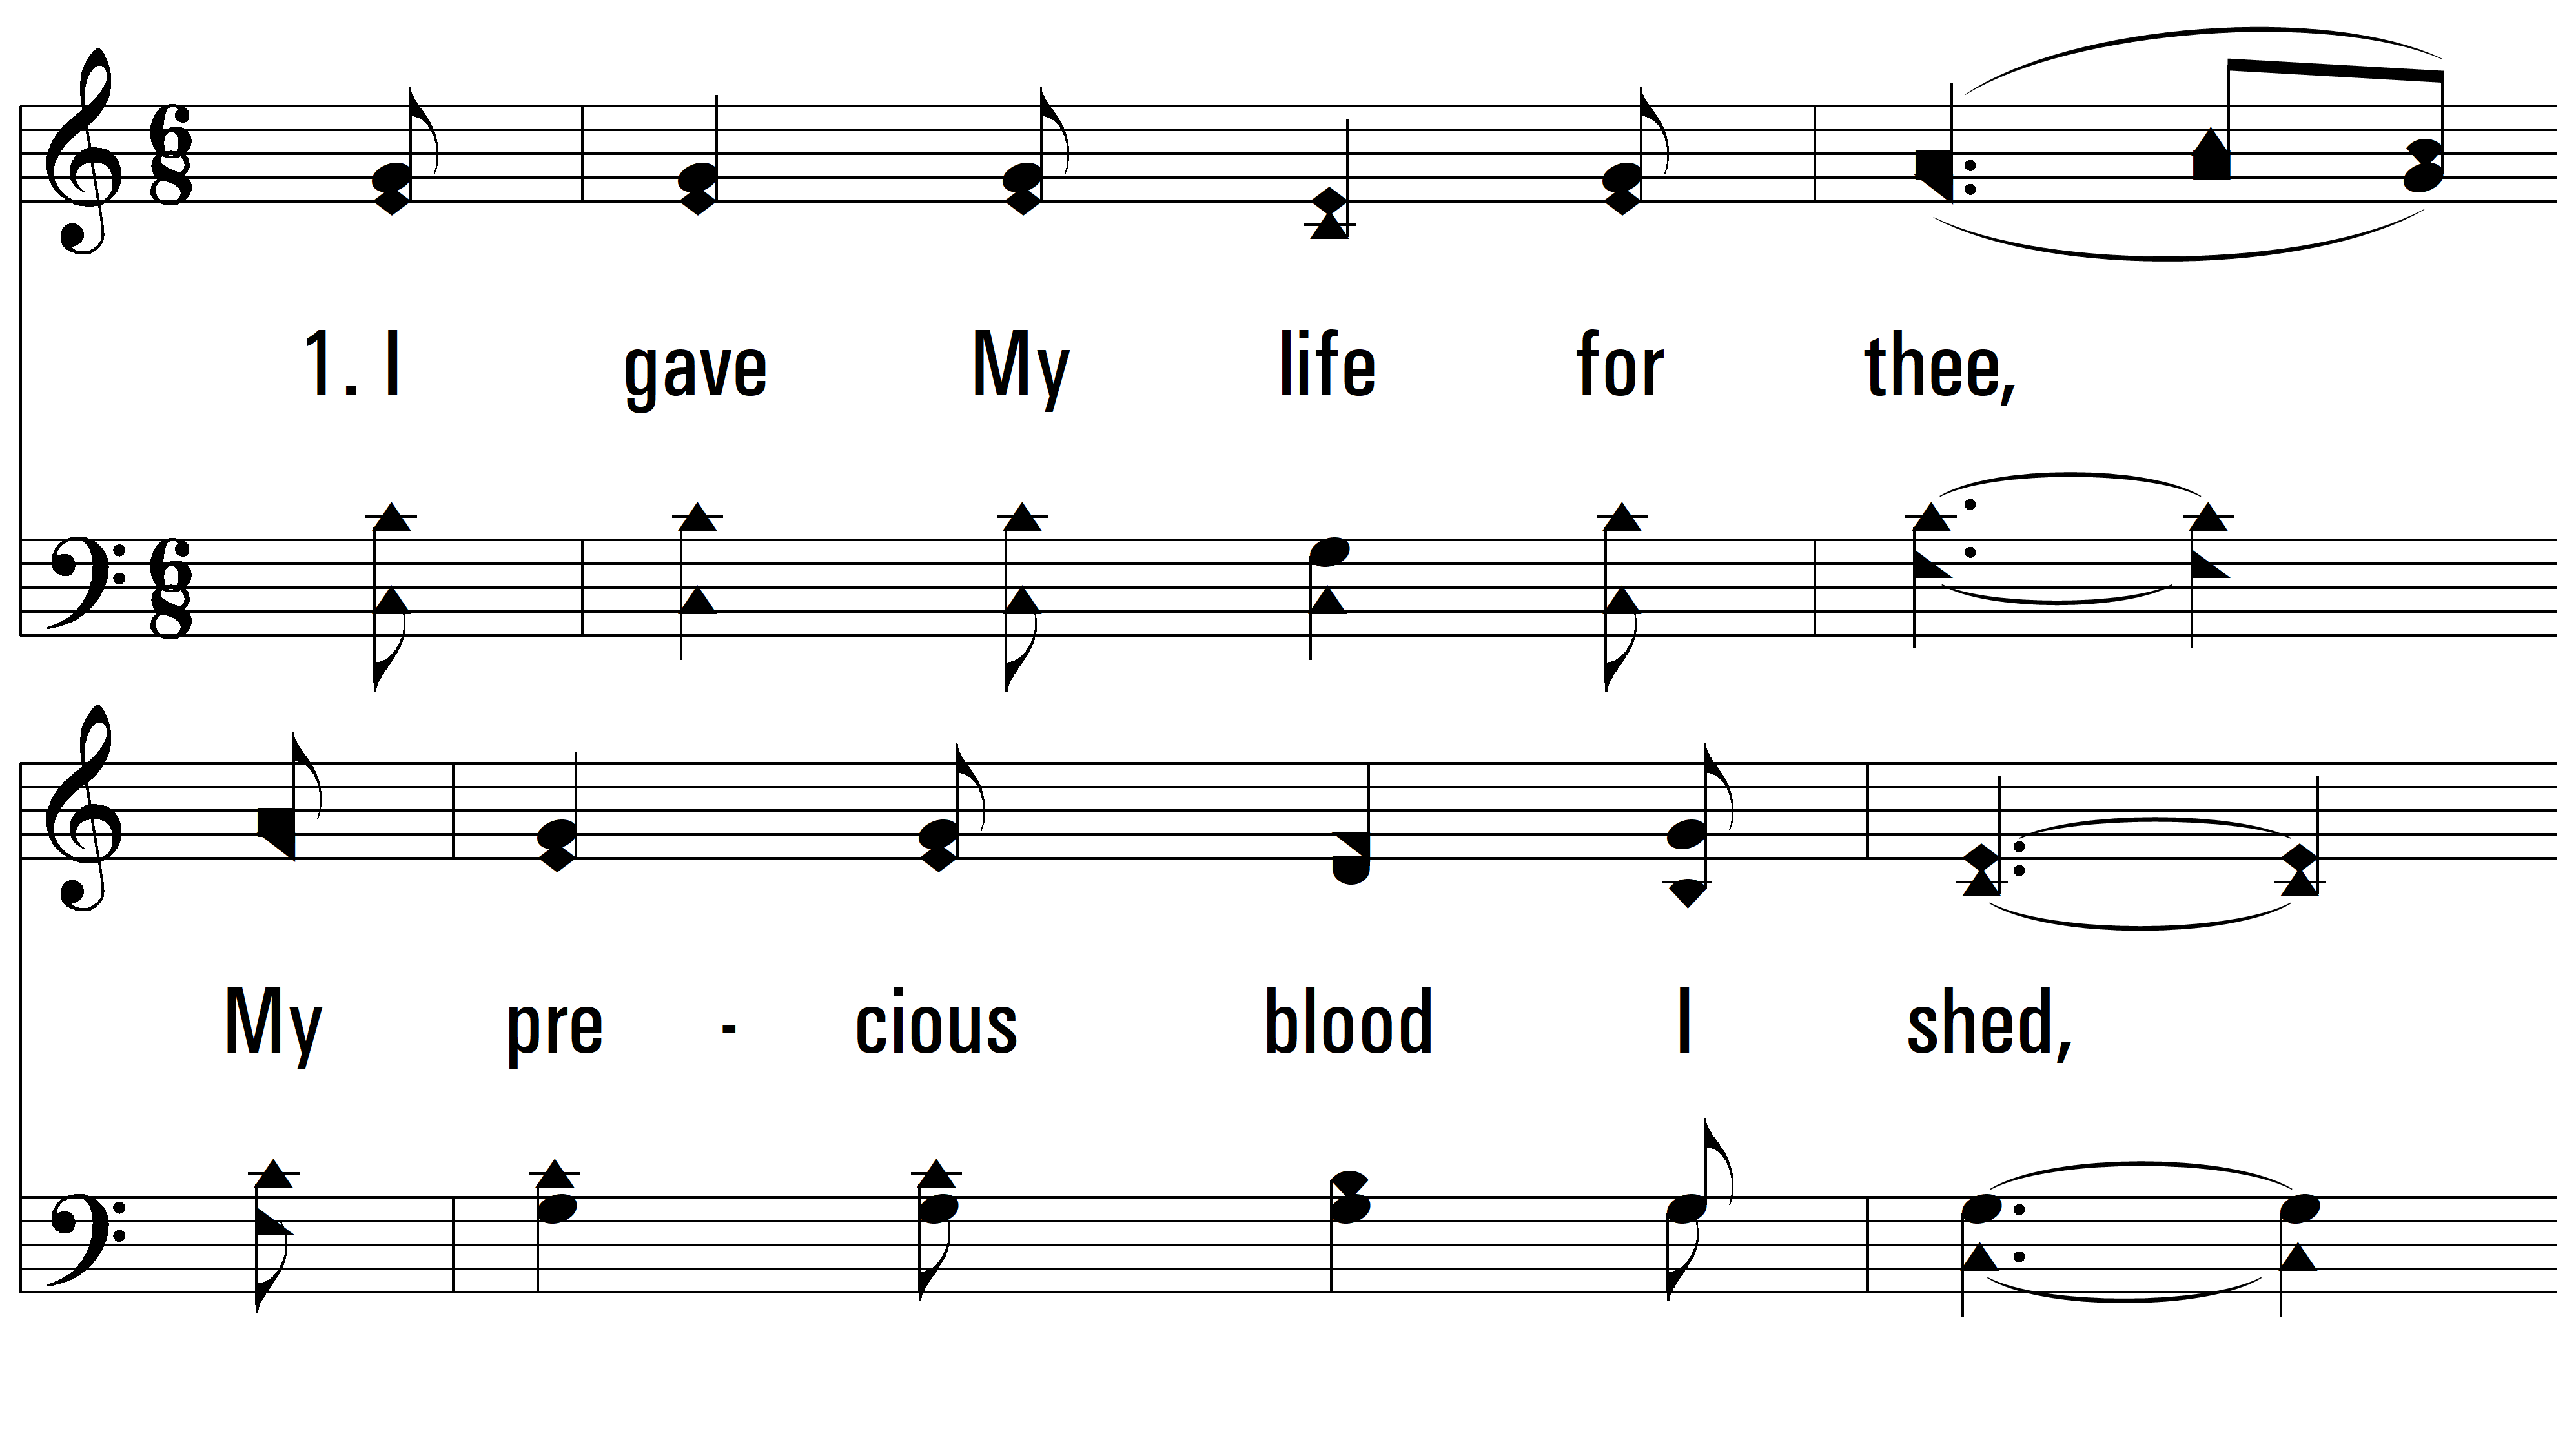 1. I gave My life for thee,
My pre - cious blood I shed,